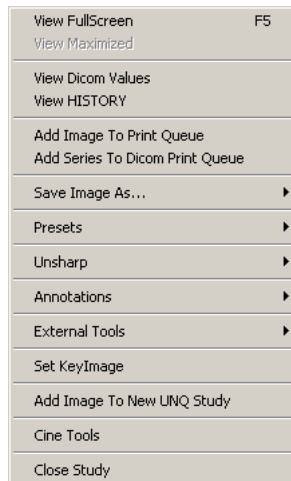 View FullScreen F5
View Maximized
View Dicom Values
View HISTORY
Add Image To Print Queue
Add Series To Dicom Print Queue
Save Image As...
Presets
Unsharp
Annotations
External Tools
Set KeyImage
Add Image To New UNQ Study
Cine Tools
Close Study